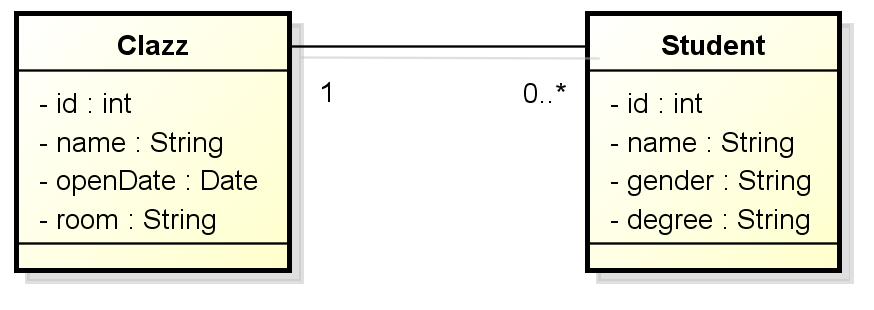 Clazz
- id : int
- name : String
- openDate : Date
- room : String
1
0..*
Student
- id : int
- name : String
- gender : String
- degree : String